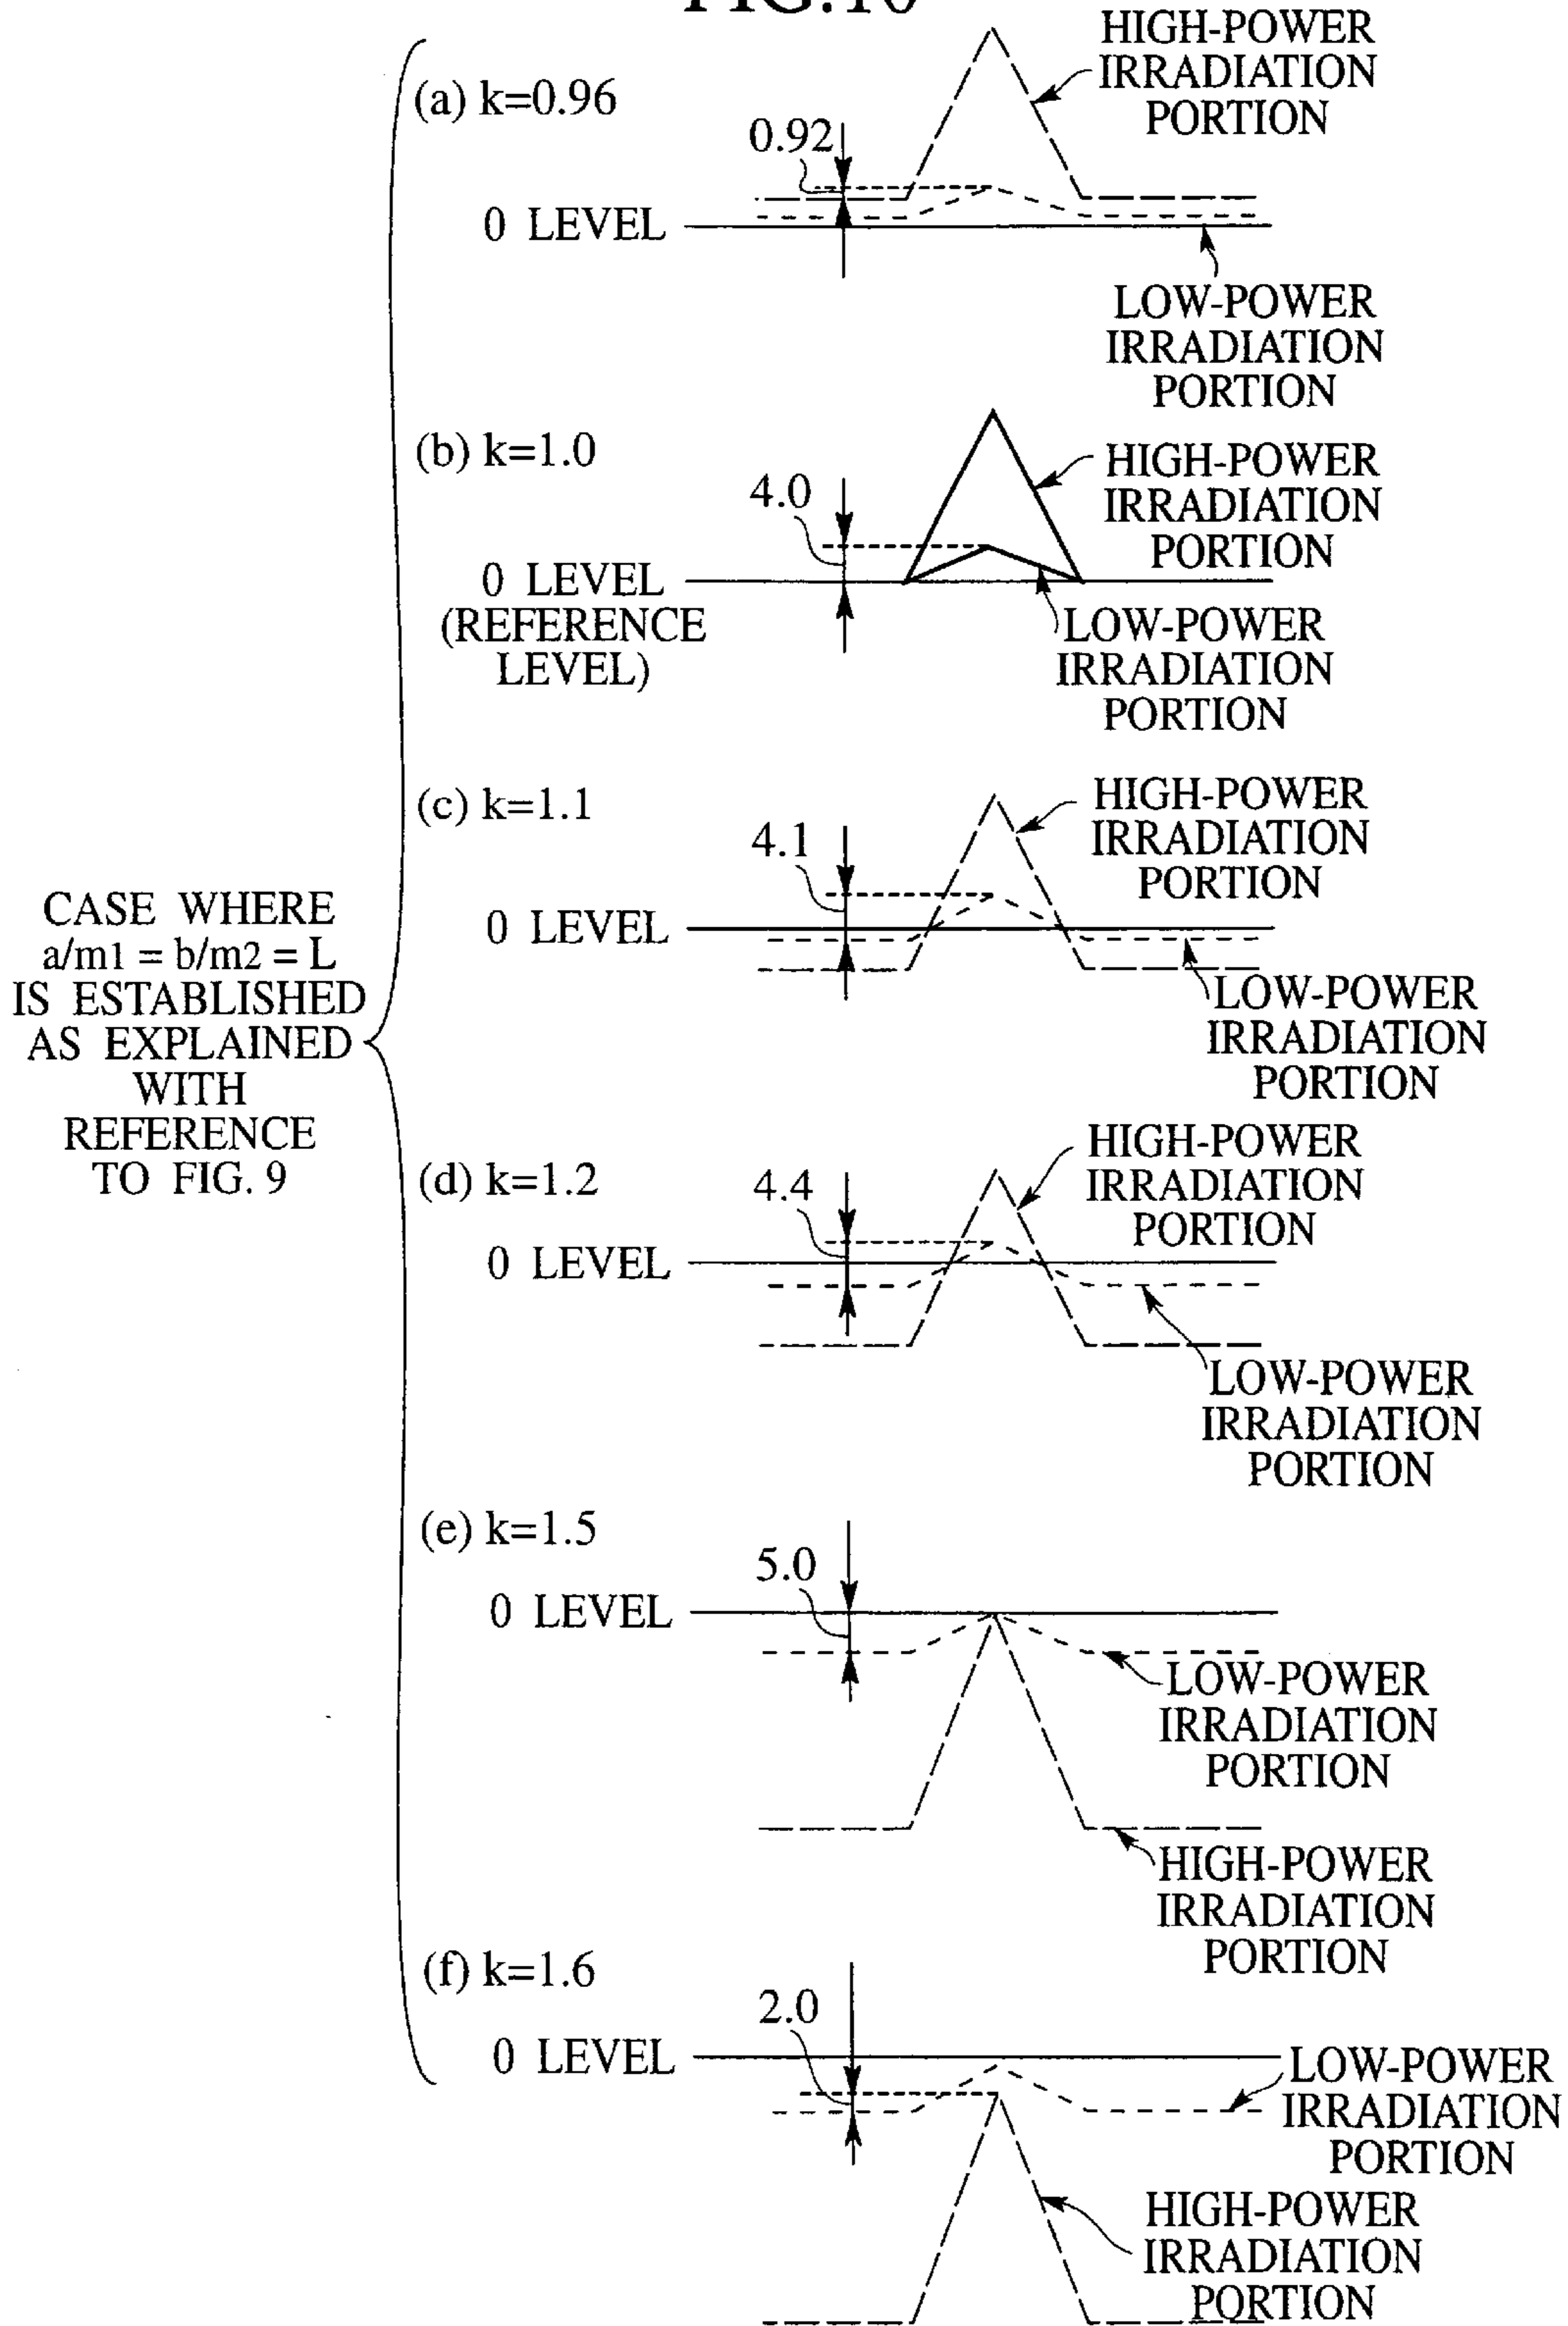 FIG.10
(a) k=0.96
HIGH-POWER
IRRADIATION
PORTION
0.92
0 LEVEL
LOW-POWER
IRRADIATION
PORTION
(b) k=1.0
HIGH-POWER
IRRADIATION
PORTION
4.0
0 LEVEL
(REFERENCE
LEVEL)
LOW-POWER
IRRADIATION
PORTION
(c) k=1.1
HIGH-POWER
IRRADIATION
PORTION
4.1
0 LEVEL
LOW-POWER
IRRADIATION
PORTION
CASE WHERE
a/m1 = b/m2 = L
IS ESTABLISHED
AS EXPLAINED
WITH
REFERENCE
TO FIG. 9
(d) k=1.2
HIGH-POWER
IRRADIATION
PORTION
4.4
0 LEVEL
LOW-POWER
IRRADIATION
PORTION
(e) k=1.5
5.0
0 LEVEL
LOW-POWER
IRRADIATION
PORTION
HIGH-POWER
IRRADIATION
PORTION
(f) k=1.6
2.0
0 LEVEL
LOW-POWER
IRRADIATION
PORTION
HIGH-POWER
IRRADIATION
PORTION